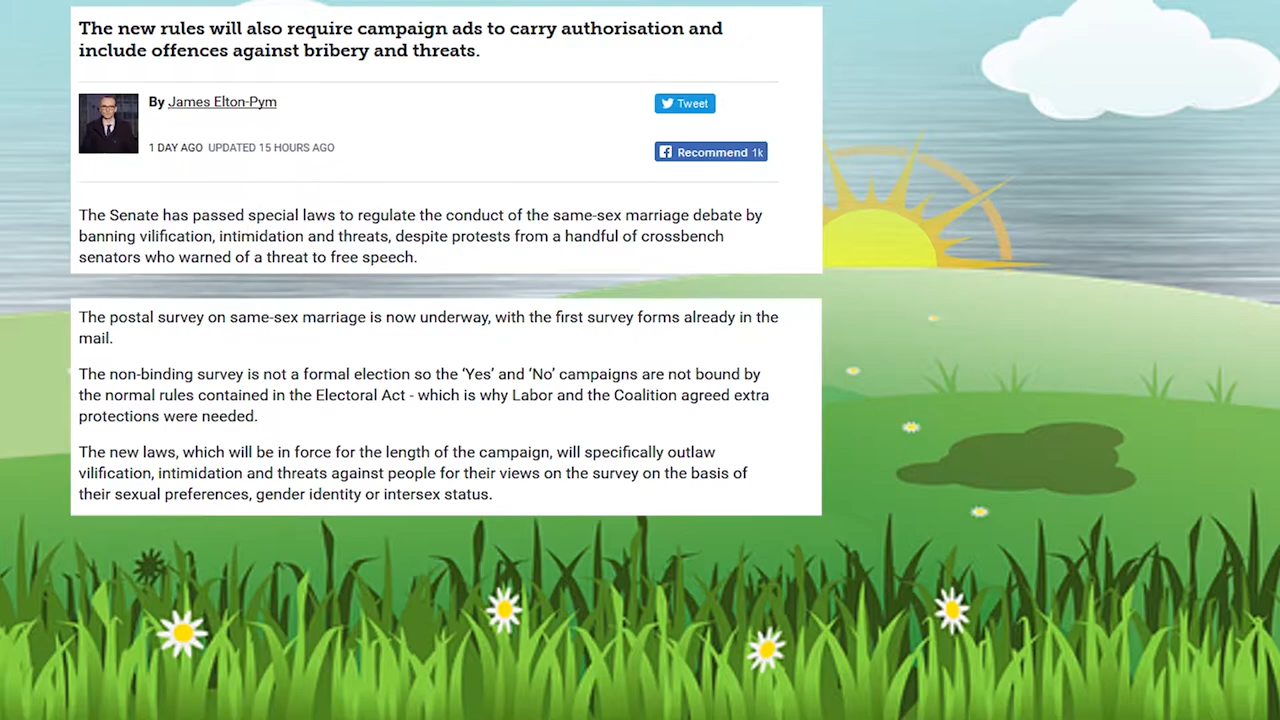 The new rules will also require campaign ads to carry authorisation and
include offences against bribery and threats.
By James Elton-Pym
Tweet
1 DAY AGO UPDATED 15 HOURS AGO
Recommend 1k
The Senate has passed special laws to regulate the conduct of the same-sex marriage debate by
banning vilification, intimidation and threats, despite protests from a handful of crossbench
senators who warned of a threat to free speech.
The postal survey on same-sex marriage is now underway, with the first survey forms already in the
mail.
The non-binding survey is not a formal election so the ‘Yes’ and ‘No’ campaigns are not bound by
the normal rules contained in the Electoral Act - which is why Labor and the Coalition agreed extra
protections were needed.
The new laws, which will be in force for the length of the campaign, will specifically outlaw
vilification, intimidation and threats against people for their views on the survey on the basis of
their sexual preferences, gender identity or intersex status.